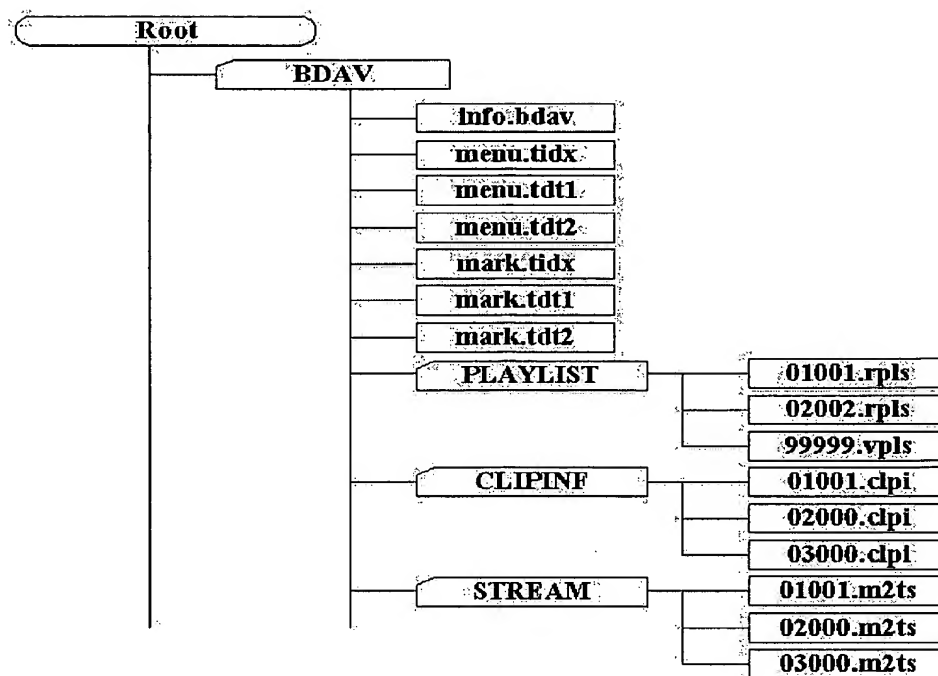 Root
BDAV
info.bdav
menu.tidx
menu.tdt1
menu.tdt2
mark.tidx
mark.tdt1
mark.tdt2
PLAYLIST
01001.rpls
02002.rpls
99999.vpls
CLIPINF
01001.clpi
02000.clpi
03000.clpi
STREAM
01001.m2ts
02000.m2ts
03000.m2ts